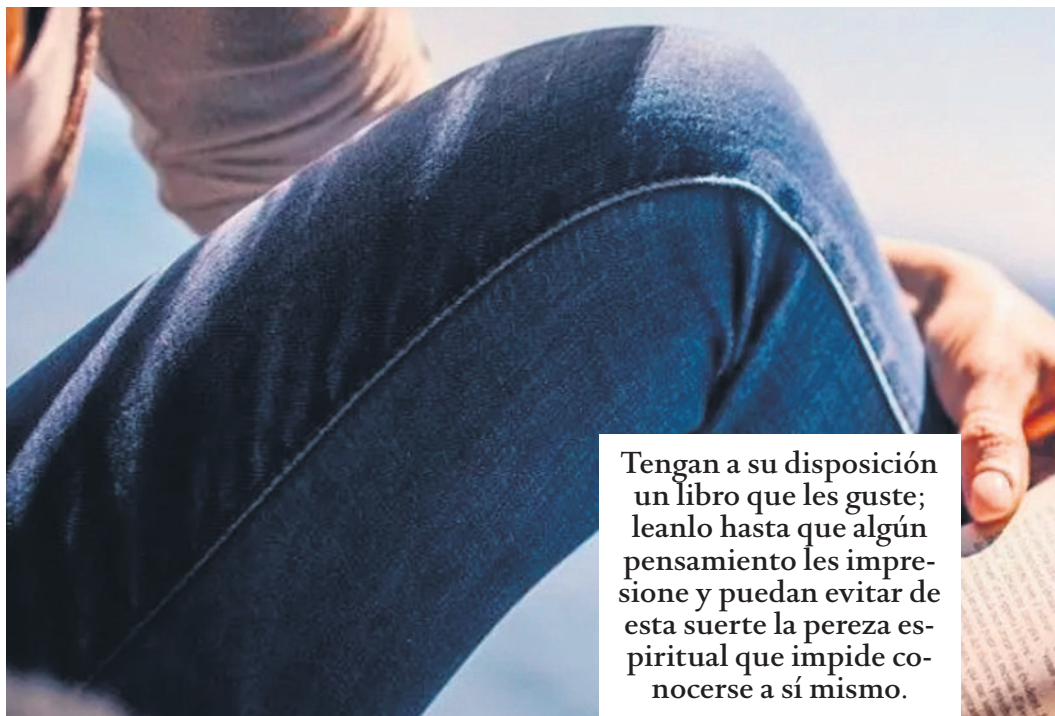 Tengan a su disposición
un libro que les guste;
leanlo hasta que algún
pensamiento les impre-
sione y puedan evitar de
esta suerte la pereza es-
piritual que impide co-
nocerse a sí mismo.